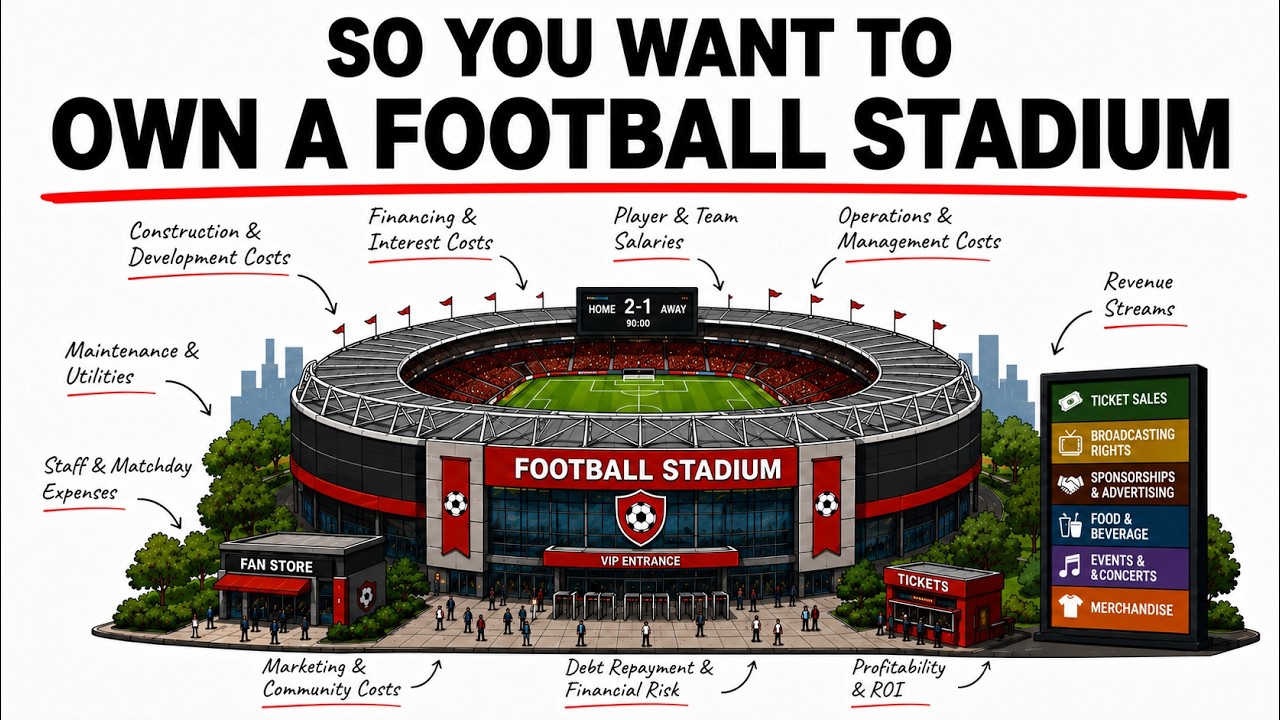 SO YOU WANT TO
OWN A FOOTBALL STADIUM
Construction &
Development Costs
Financing &
Interest Costs
Player & Team
Salaries
Operations &
Management Costs
Revenue
Streams
Maintenance &
Utilities
Staff & Matchday
Expenses
HOME 2-1 AWAY
90:00
FOOTBALL STADIUM
VIP ENTRANCE
FAN STORE
TICKETS
TICKET SALES
BROADCASTING
RIGHTS
SPONSORSHIPS
& ADVERTISING
FOOD &
BEVERAGE
EVENTS &
&CONCERTS
MERCHANDISE
Marketing &
Community Costs
Debt Repayment &
Financial Risk
Profitability
& ROI